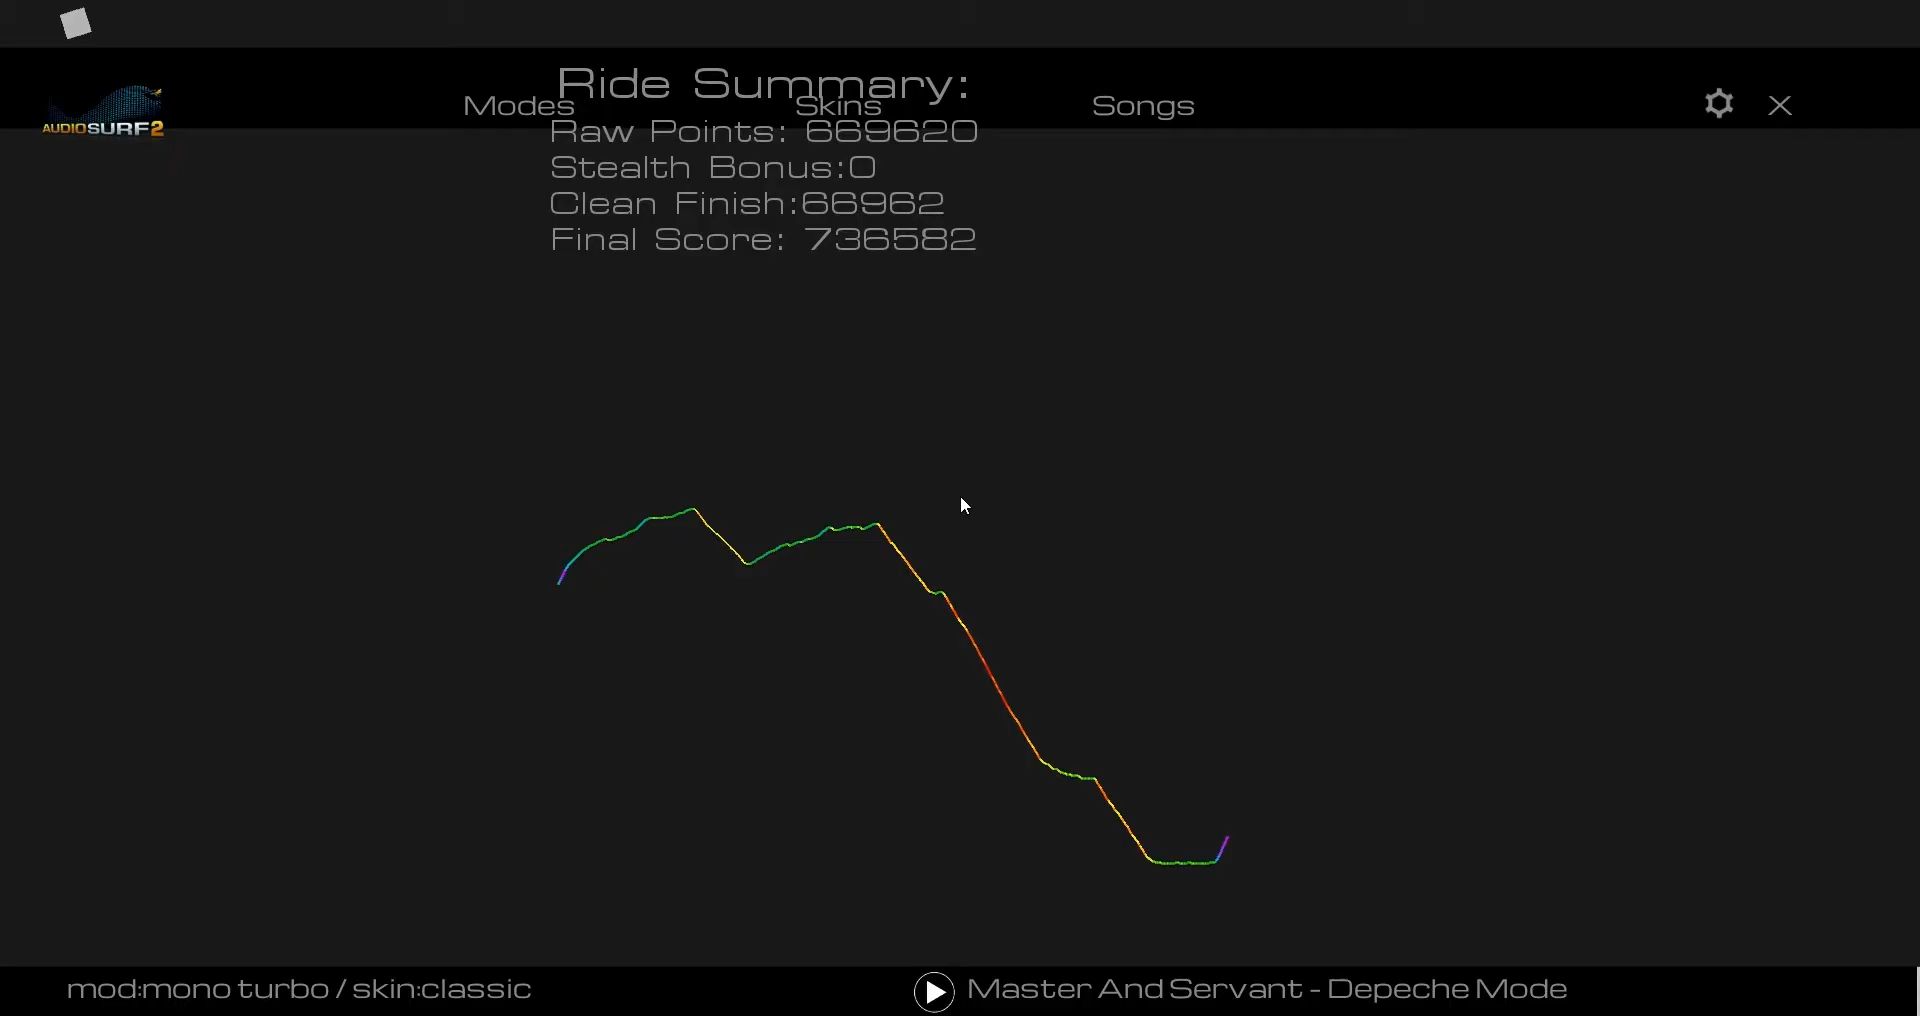 Ride Summary:
AUDIOSURF2
Modes
Skins
Songs
Raw Points: 669620
Stealth Bonus:0
Clean Finish:66962
Final Score: 736582
mod:mono turbo / skin:classic
Master And Servant - Depeche Mode